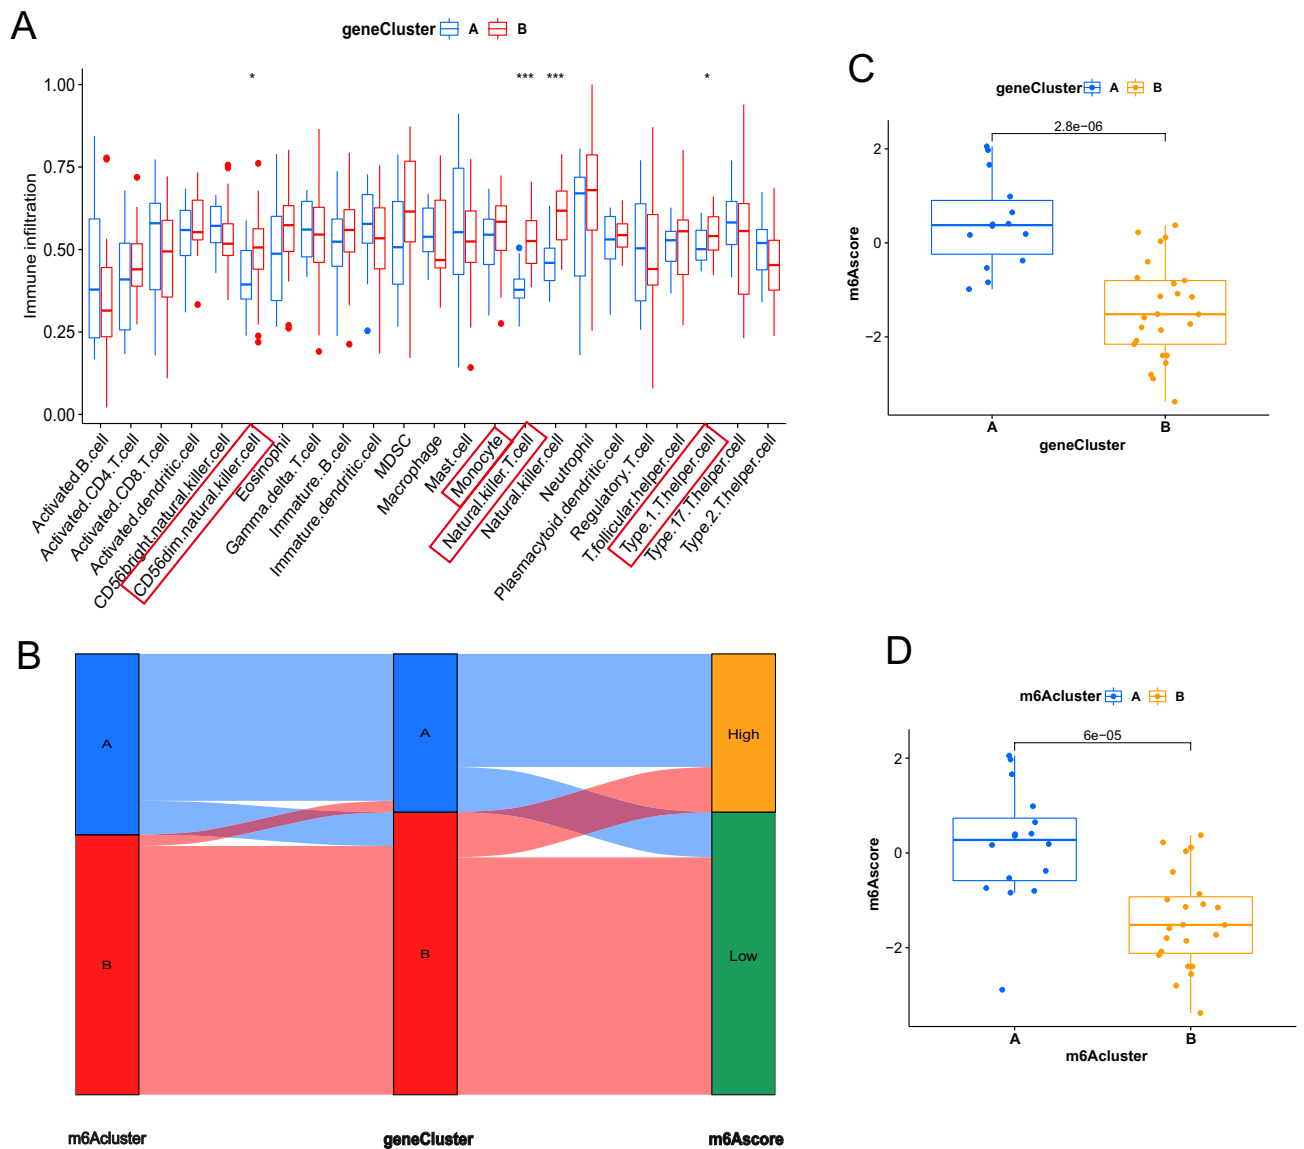 A
geneCluster A B
* *** *** *
Immune infiltration
1.00
0.75
0.50
0.25
0.00
Activated.B.cell
Activated.CD4.T.cell
Activated.CD8.T.cell
Activated.dendritic.cell
CD56bright.natural.killer.cell
CD56dim.natural.killer.cell
Eosinophil
Gamma.delta.T.cell
Immature.B.cell
Immature.dendritic.cell
MDSC
Macrophage
Mast.cell
Monocyte
Natural.killer.T.cell
Natural.killer.cell
Neutrophil
Plasmacytoid.dendritic.cell
Regulatory.T.cell
T.follicular.helper.cell
Type.1.T.helper.cell
Type.17.T.helper.cell
Type.2.T.helper.cell
C
geneCluster A B
2.8e−06
m6Ascore
2
0
−2
A B
geneCluster
B
A
B
A
B
High
Low
m6Acluster geneCluster m6Ascore
D
m6Acluster A B
6e−05
m6Ascore
2
0
−2
A B
m6Acluster